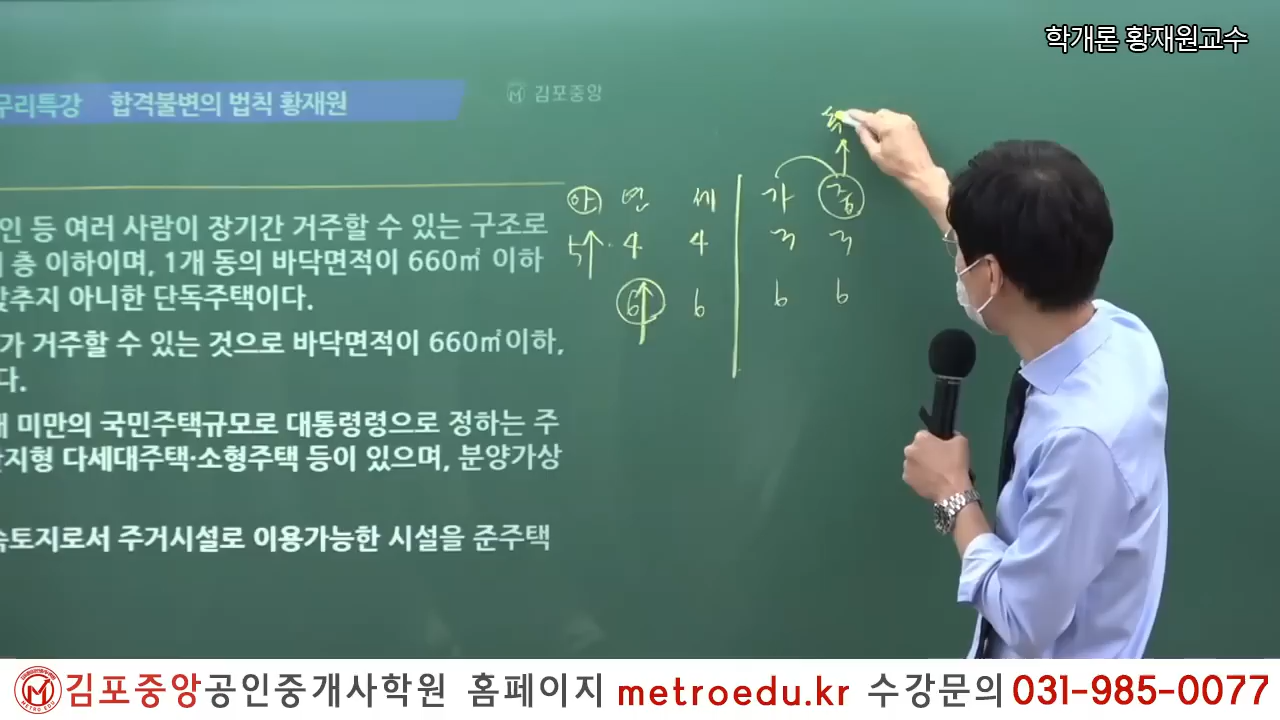 학개론 황재원교수
무리특강 합격불변의 법칙 황재원
김포중앙
인 등 여러 사람이 장기간 거주할 수 있는 구조로
층 이하이며, 1개 동의 바닥면적이 660㎡ 이하
갖추지 아니한 단독주택이다.
가 거주할 수 있는 것으로 바닥면적이 660㎡이하,
다.
미만의 국민주택규모로 대통령령으로 정하는 주
단지형 다세대주택·소형주택 등이 있으며, 분양가상
속토지로서 주거시설로 이용가능한 시설을 준주택
아 연 세 가 중
5 4 4 3 3
6 6 6 6
김포중앙공인중개사학원 홈페이지 metroedu.kr 수강문의 031-985-0077
METRO EDU